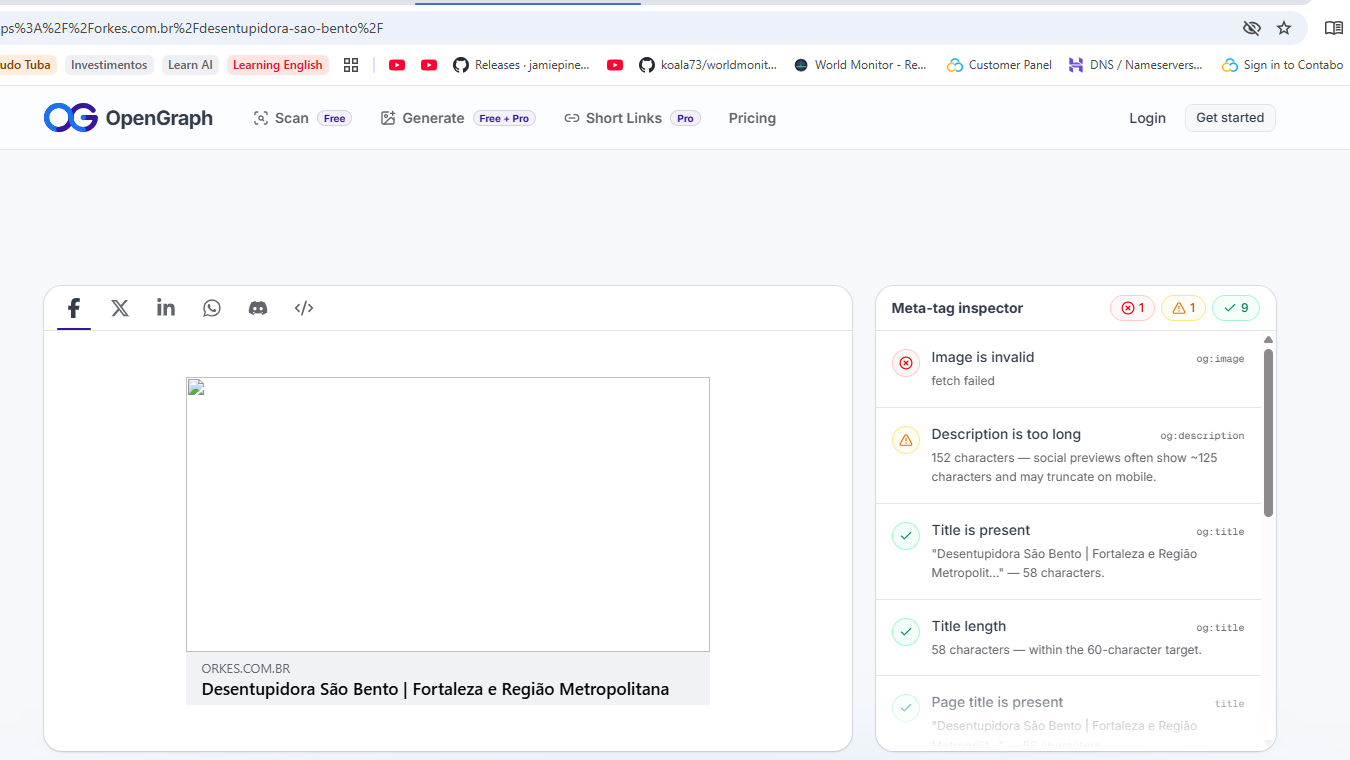 ps%3A%2F%2Forkes.com.br%2Fdesentupidora-sao-bento%2F
udo Tuba Investimentos Learn AI Learning English Releases · jamiepine... koala73/worldmonit... World Monitor - Re... Customer Panel DNS / Nameservers... Sign in to Contabo
OG OpenGraph Scan Free Generate Free + Pro Short Links Pro Pricing Login Get started
Meta-tag inspector 1 1 9
Image is invalid og:image
fetch failed
Description is too long og:description
152 characters — social previews often show ~125
characters and may truncate on mobile.
Title is present og:title
"Desentupidora São Bento | Fortaleza e Região
Metropolit..." — 58 characters.
Title length og:title
58 characters — within the 60-character target.
Page title is present title
"Desentupidora São Bento | Fortaleza e Região
Metropolit..." — 58 characters.
ORKES.COM.BR
Desentupidora São Bento | Fortaleza e Região Metropolitana